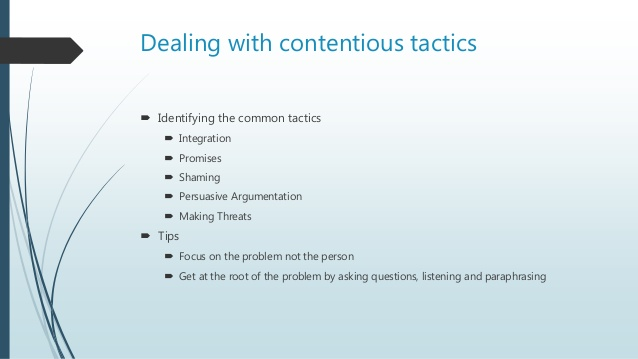 Dealing with contentious tactics
Identifying the common tactics
Integration
Promises
Shaming
Persuasive Argumentation
Making Threats
Tips
Focus on the problem not the person
Get at the root of the problem by asking questions, listening and paraphrasing